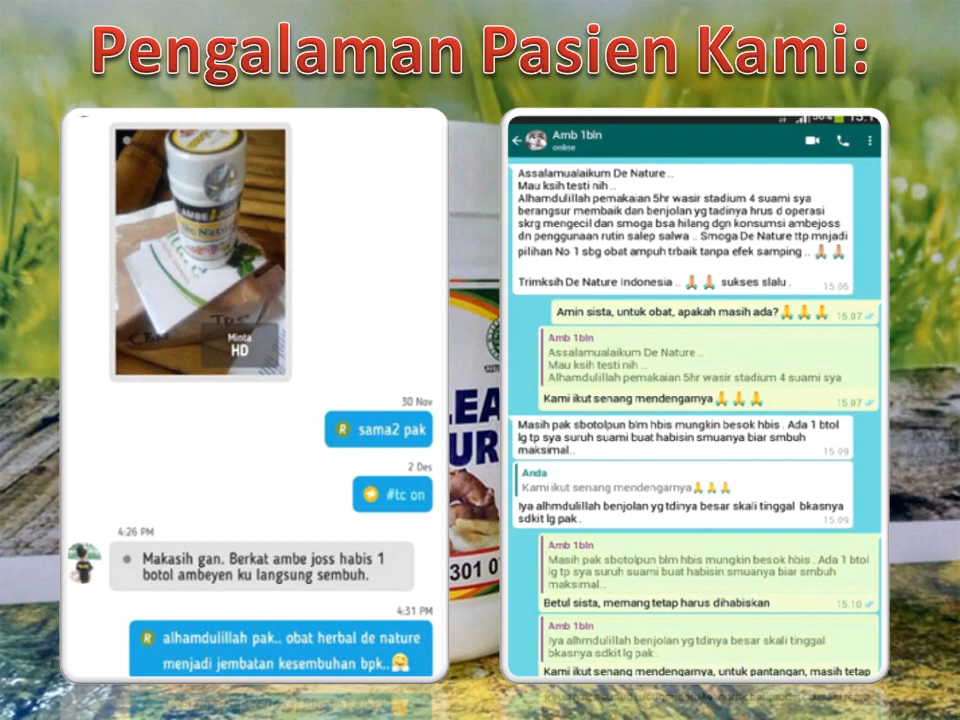 Pengalaman Pasien Kami:
AMBEJOSS
De Nature
Minta
HD
30 Nov
R sama2 pak
2 Des
#tc on
4:26 PM
Makasih gan. Berkat ambe joss habis 1
botol ambeyen ku langsung sembuh.
4:31 PM
R alhamdulillah pak.. obat herbal de nature
menjadi jembatan kesembuhan bpk..🤗
LEA
UR
301 0
Amb 1bln
online
Assalamualaikum De Nature ..
Mau ksih testi nih ..
Alhamdulillah pemakaian 5hr wasir stadium 4 suami sya
berangsur membaik dan benjolan yg tadinya hrus d operasi
skrg mengecil dan smoga bsa hilang dgn konsumsi ambejoss
dn penggunaan rutin salep salwa .. Smoga De Nature ttp mnjadi
pilihan No 1 sbg obat ampuh trbaik tanpa efek samping .. 🙏🙏
Trimksih De Nature Indonesia .. 🙏🙏 sukses slalu .
15.06
Amin sista, untuk obat, apakah masih ada?🙏🙏🙏 15.07
Amb 1bln
Assalamualaikum De Nature ..
Mau ksih testi nih ..
Alhamdulillah pemakaian 5hr wasir stadium 4 suami sya
Kami ikut senang mendengarnya🙏🙏🙏 15.07
Masih pak sbotolpun blm hbis mungkin besok hbis . Ada 1 btol
lg tp sya suruh suami buat habisin smuanya biar smbuh
maksimal.. 15.09
Anda
Kami ikut senang mendengarnya🙏🙏🙏
Iya alhmdulillah benjolan yg tdinya besar skali tinggal bkasnya
sdkit lg pak . 15.09
Amb 1bln
Masih pak sbotolpun blm hbis mungkin besok hbis . Ada 1 btol
lg tp sya suruh suami buat habisin smuanya biar smbuh
maksimal..
Betul sista, memang tetap harus dihabiskan 15.10
Amb 1bln
Iya alhmdulillah benjolan yg tdinya besar skali tinggal
bkasnya sdkit lg pak .
Kami ikut senang mendengarnya, untuk pantangan, masih tetap